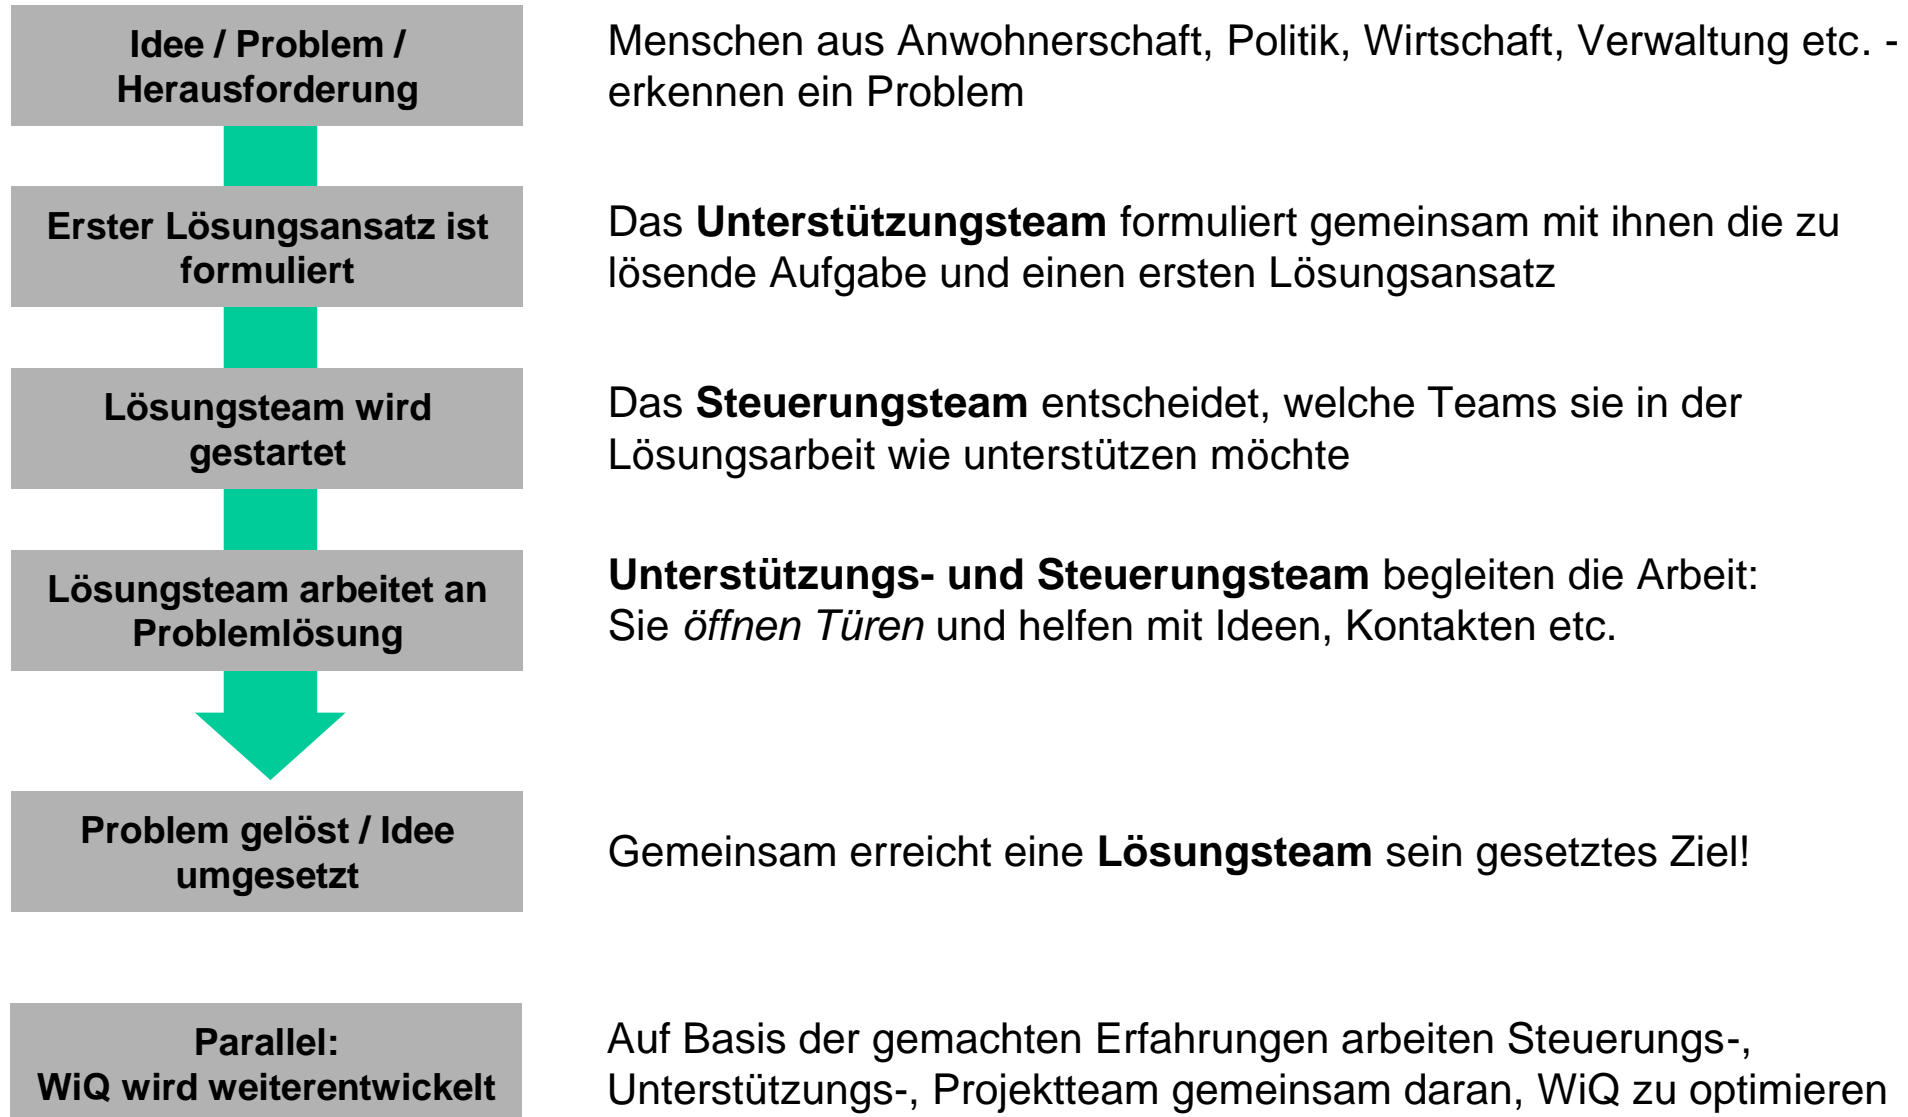 Idee / Problem /
Herausforderung
Menschen aus Anwohnerschaft, Politik, Wirtschaft, Verwaltung etc. -
erkennen ein Problem
Erster Lösungsansatz ist
formuliert
Das Unterstützungsteam formuliert gemeinsam mit ihnen die zu
lösende Aufgabe und einen ersten Lösungsansatz
Lösungsteam wird
gestartet
Das Steuerungsteam entscheidet, welche Teams sie in der
Lösungsarbeit wie unterstützen möchte
Lösungsteam arbeitet an
Problemlösung
Unterstützungs- und Steuerungsteam begleiten die Arbeit:
Sie öffnen Türen und helfen mit Ideen, Kontakten etc.
Problem gelöst / Idee
umgesetzt
Gemeinsam erreicht eine Lösungsteam sein gesetztes Ziel!
Parallel:
WiQ wird weiterentwickelt
Auf Basis der gemachten Erfahrungen arbeiten Steuerungs-,
Unterstützungs-, Projektteam gemeinsam daran, WiQ zu optimieren